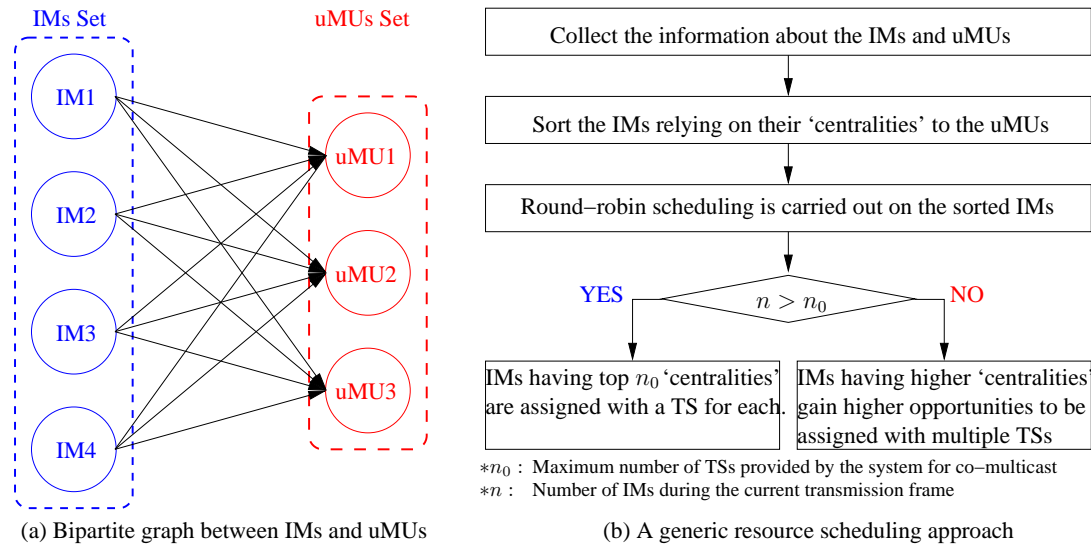 IMs Set
uMUs Set
IM1
IM2
IM3
IM4
uMU1
uMU2
uMU3
(a) Bipartite graph between IMs and uMUs
Collect the information about the IMs and uMUs
Sort the IMs relying on their ‘centralities’ to the uMUs
Round−robin scheduling is carried out on the sorted IMs
YES
n > n₀
NO
IMs having top n₀ ‘centralities’
are assigned with a TS for each.
IMs having higher ‘centralities’
gain higher opportunities to be
assigned with multiple TSs
*n₀ : Maximum number of TSs provided by the system for co−multicast
*n : Number of IMs during the current transmission frame
(b) A generic resource scheduling approach